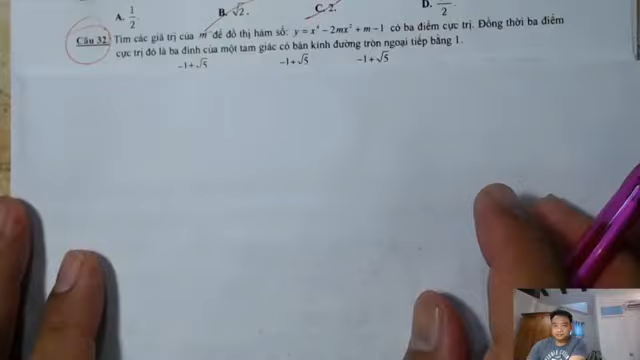 A. 1/2. B. √2. C. 2. D. 2.
Câu 32: Tìm các giá trị của m để đồ thị hàm số: y = x⁴ − 2mx² + m − 1 có ba điểm cực trị. Đồng thời ba điểm
cực trị đó là ba đỉnh của một tam giác có bán kính đường tròn ngoại tiếp bằng 1.
−1+√5 −1+√5 −1+√5